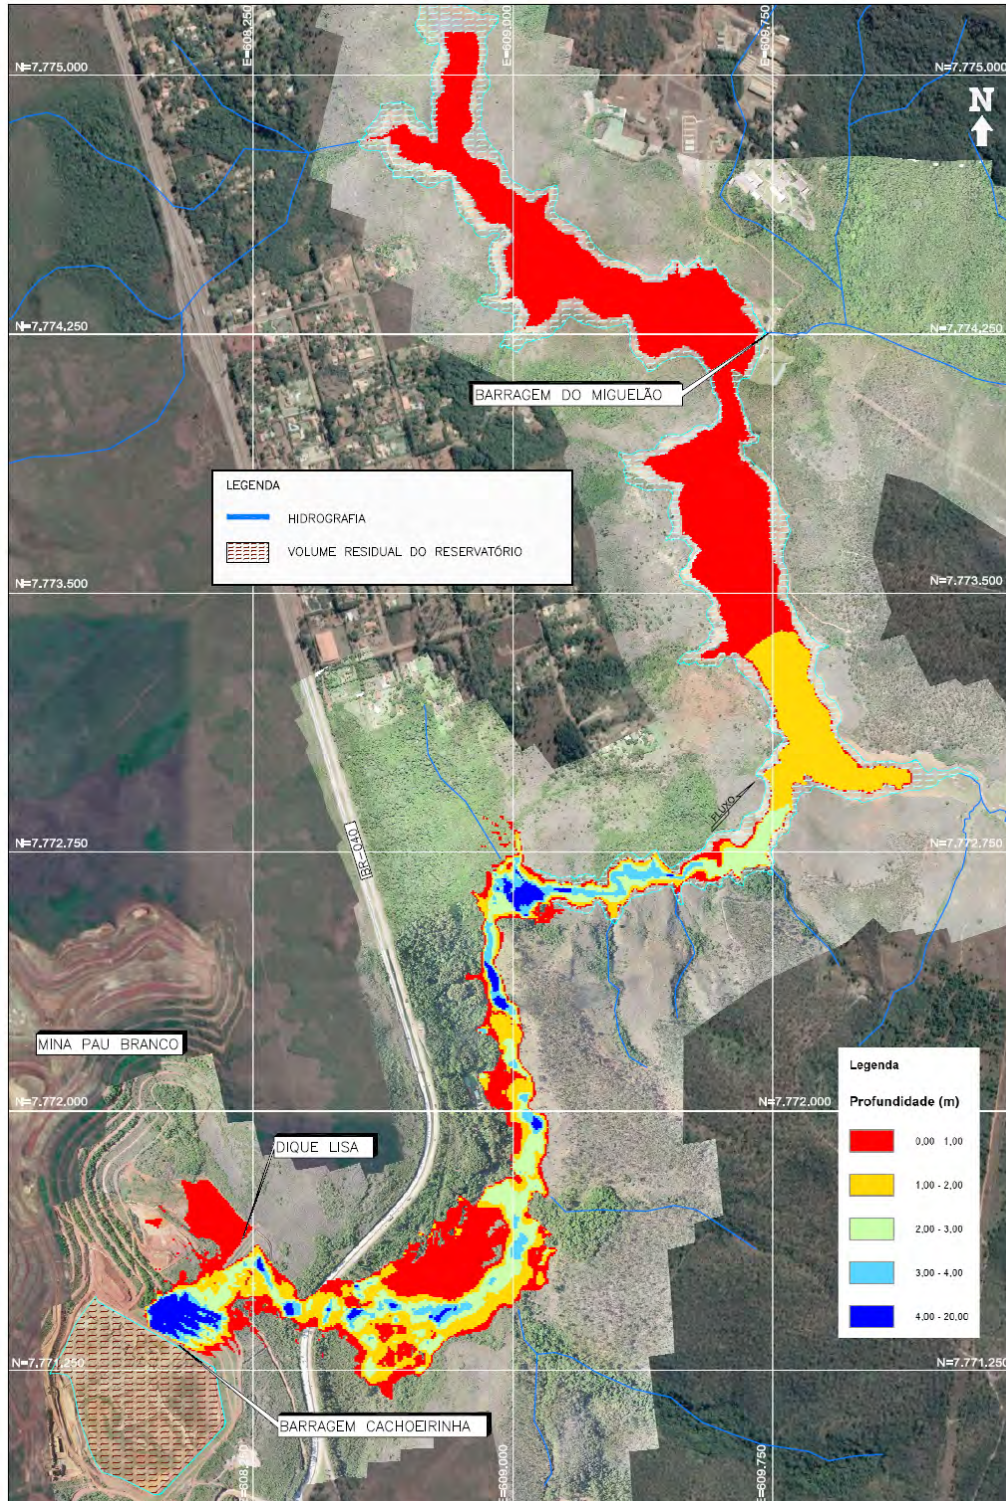 E=608.250
E=609.000
E=609.750
N=7.775.000
N=7.775.000
N
N=7.774.250
N=7.774.250
BARRAGEM DO MIGUELÃO
LEGENDA
HIDROGRAFIA
VOLUME RESIDUAL DO RESERVATÓRIO
N=7.773.500
N=7.773.500
FLUXO
BR-040
N=7.772.750
N=7.772.750
MINA PAU BRANCO
Legenda
Profundidade (m)
0,00 1,00
1,00 - 2,00
2,00 - 3,00
3,00 - 4,00
4,00 - 20,00
N=7.772.000
N=7.772.000
DIQUE LISA
N=7.771.250
N=7.771.250
BARRAGEM CACHOEIRINHA
E=609.000
E=609.750